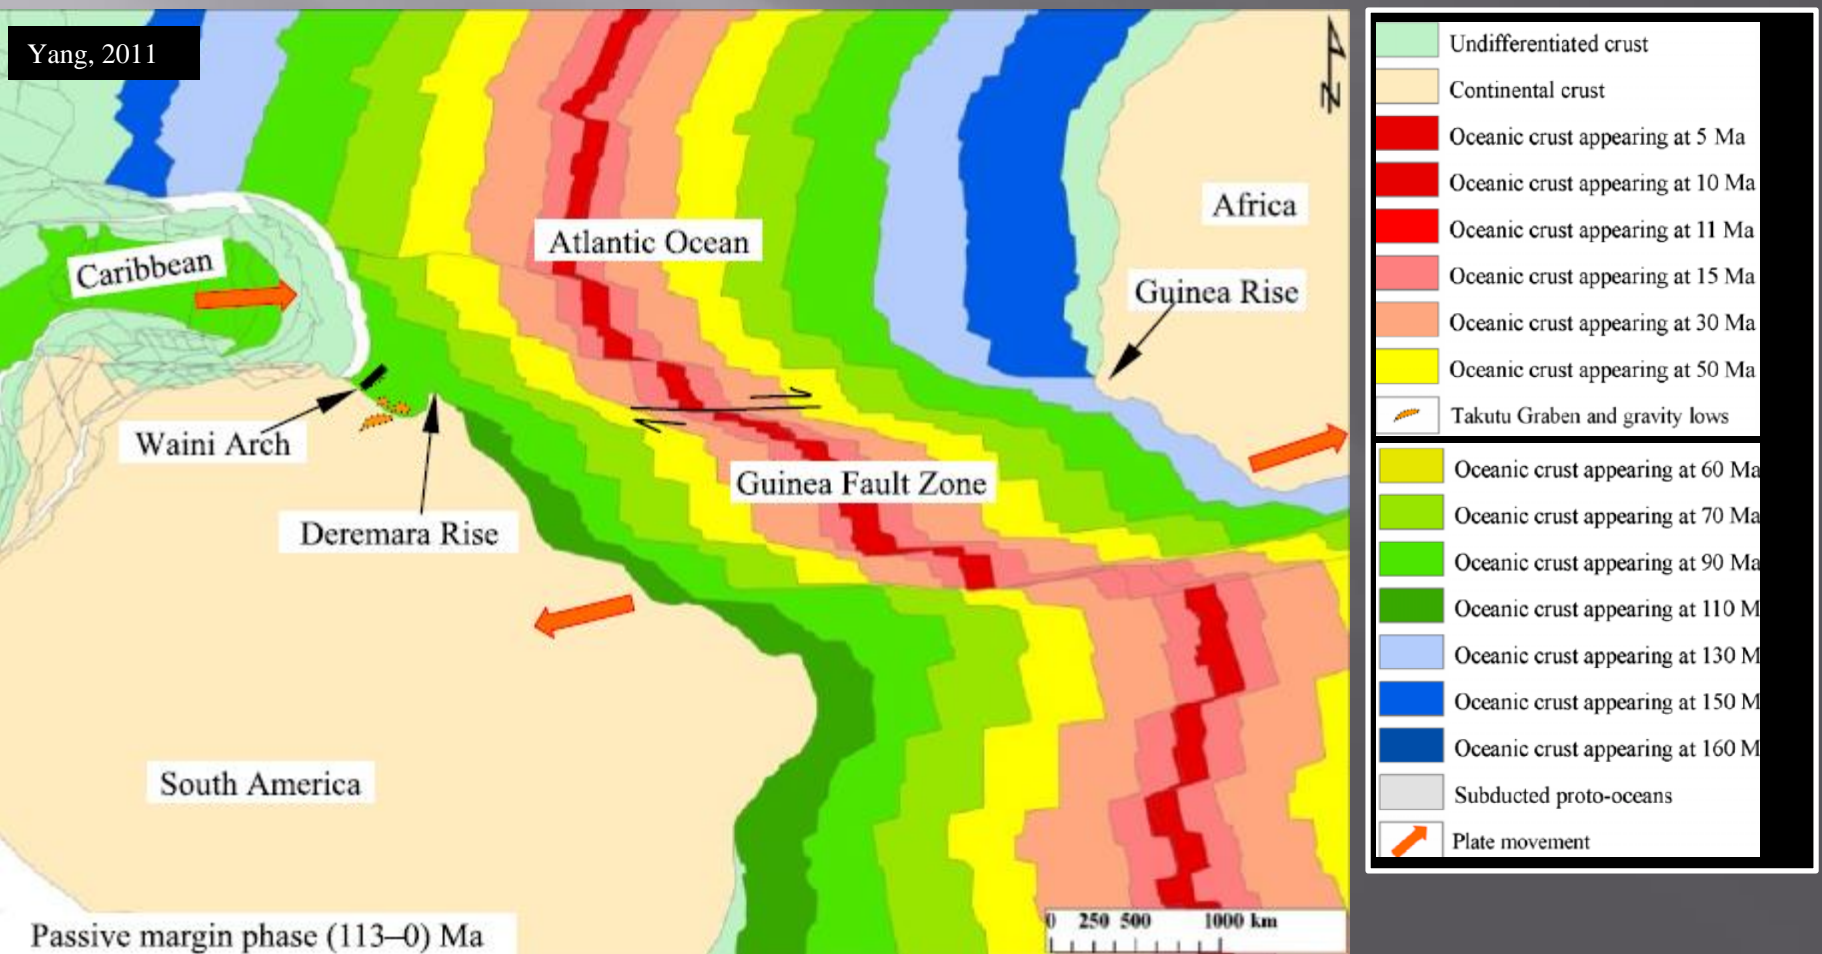 Yang, 2011
N
Africa
Atlantic Ocean
Caribbean
Guinea Rise
Waini Arch
Guinea Fault Zone
Deremara Rise
South America
Passive margin phase (113–0) Ma
0 250 500 1000 km
Undifferentiated crust
Continental crust
Oceanic crust appearing at 5 Ma
Oceanic crust appearing at 10 Ma
Oceanic crust appearing at 11 Ma
Oceanic crust appearing at 15 Ma
Oceanic crust appearing at 30 Ma
Oceanic crust appearing at 50 Ma
Takutu Graben and gravity lows
Oceanic crust appearing at 60 Ma
Oceanic crust appearing at 70 Ma
Oceanic crust appearing at 90 Ma
Oceanic crust appearing at 110 M
Oceanic crust appearing at 130 M
Oceanic crust appearing at 150 M
Oceanic crust appearing at 160 M
Subducted proto-oceans
Plate movement